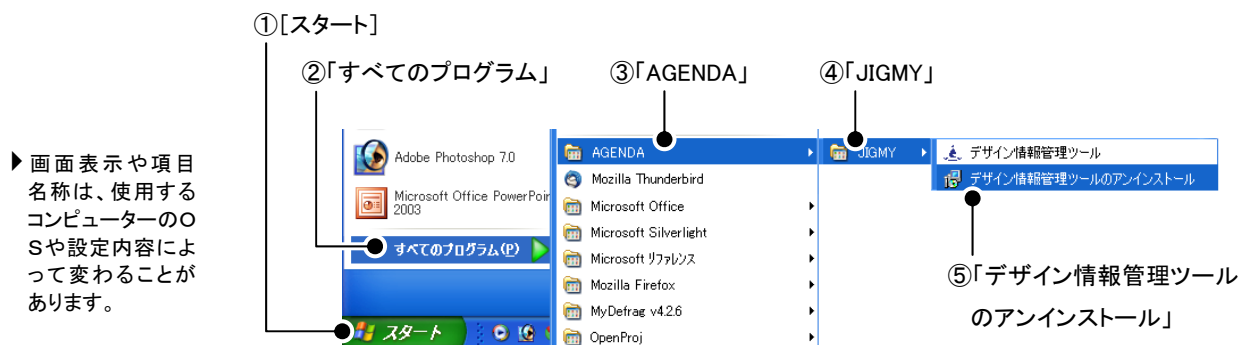 ①[スタート]
②「すべてのプログラム」
③「AGENDA」
④「JIGMY」
▶画面表示や項目
名称は、使用する
コンピューターのO
Sや設定内容によ
って変わることが
あります。
Adobe Photoshop 7.0
Microsoft Office PowerPoin
2003
すべてのプログラム(P)
スタート
AGENDA
Mozilla Thunderbird
Microsoft Office
Microsoft Silverlight
Microsoft リファレンス
Mozilla Firefox
MyDefrag v4.2.6
OpenProj
JIGMY
デザイン情報管理ツール
デザイン情報管理ツールのアンインストール
⑤「デザイン情報管理ツール
のアンインストール」